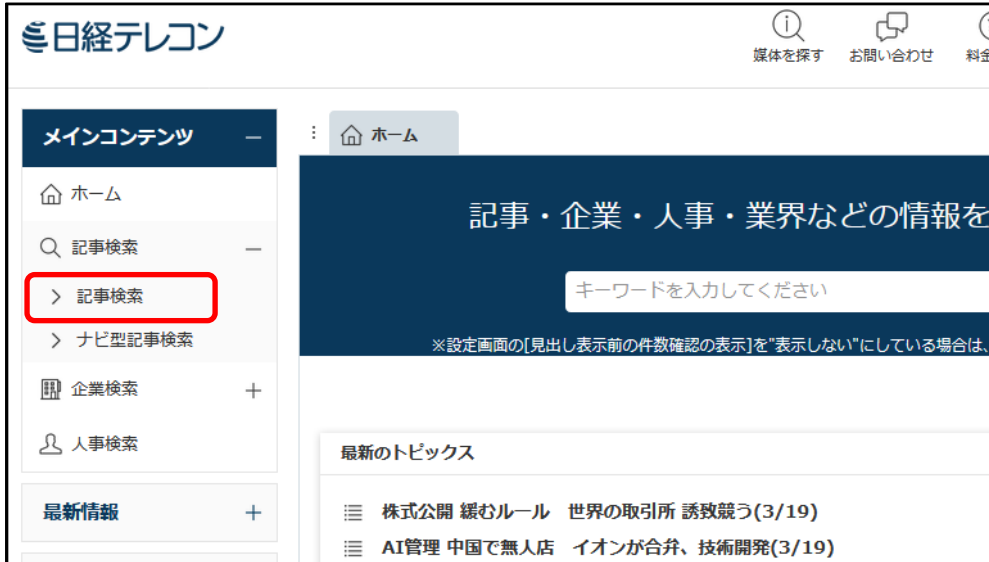 日経テレコン
媒体を探す
お問い合わせ
料金
メインコンテンツ
ホーム
記事検索
記事検索
ナビ型記事検索
企業検索
人事検索
最新情報
ホーム
記事・企業・人事・業界などの情報を
キーワードを入力してください
※設定画面の[見出し表示前の件数確認の表示]を"表示しない"にしている場合は、
最新のトピックス
株式公開 緩むルール　世界の取引所 誘致競う(3/19)
AI管理 中国で無人店　イオンが合弁、技術開発(3/19)